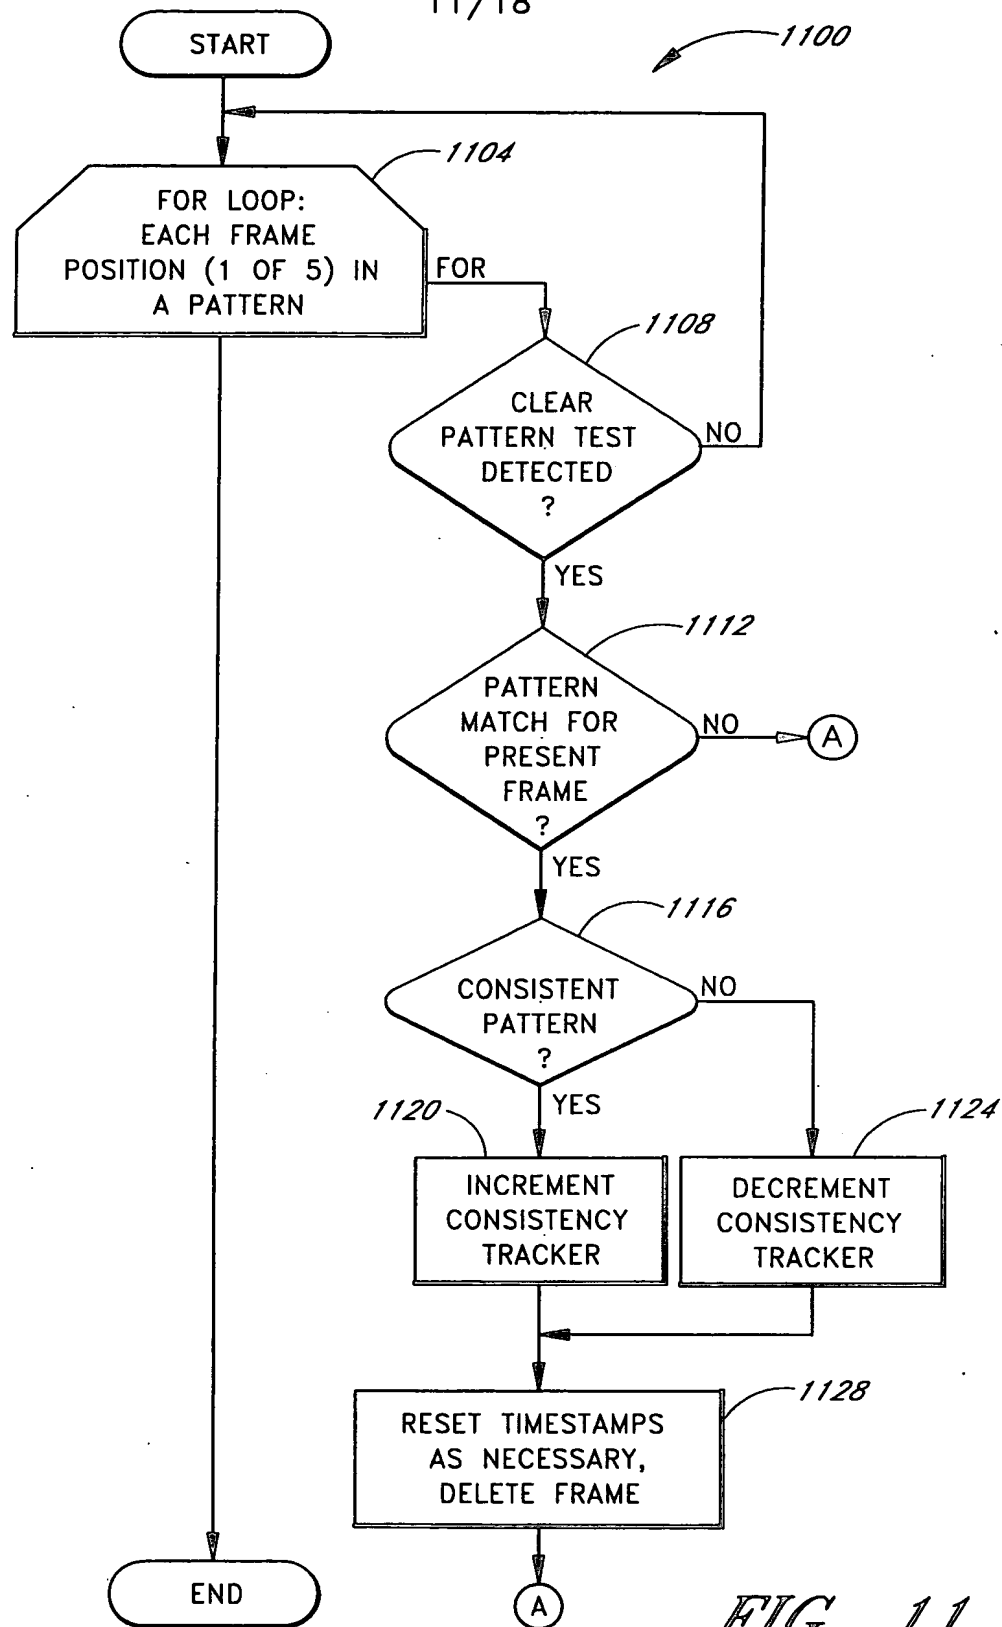 11/18
START
1100
1104
FOR LOOP:
EACH FRAME
POSITION (1 OF 5) IN
A PATTERN
FOR
1108
CLEAR
PATTERN TEST
DETECTED
?
NO
YES
1112
PATTERN
MATCH FOR
PRESENT
FRAME
?
NO
A
YES
1116
CONSISTENT
PATTERN
?
NO
YES
1120
1124
INCREMENT
CONSISTENCY
TRACKER
DECREMENT
CONSISTENCY
TRACKER
1128
RESET TIMESTAMPS
AS NECESSARY,
DELETE FRAME
END
A
FIG. 11